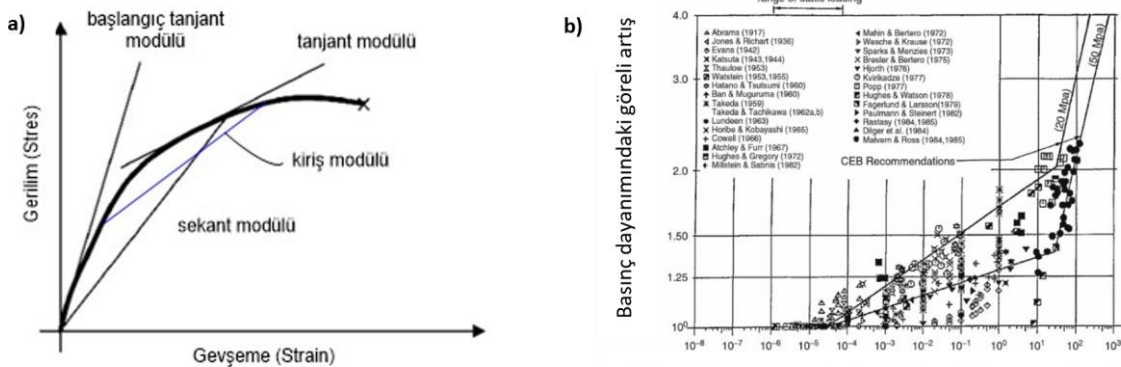 a)
başlangıç tanjant
modülü
tanjant modülü
kiriş modülü
sekant modülü
Gerilim (Stres)
Gevşeme (Strain)
b)
range of static loading
Basınç dayanımındaki göreli artış
4.0
3.0
2.0
1.50
1.25
10⁰
Abrams (1917)
Jones & Richart (1936)
Evans (1942)
Katsuta (1943,1944)
Thaulow (1953)
Watstein (1953,1955)
Hatano & Tsutsumi (1960)
Ban & Muguruma (1960)
Takeda (1959)
Takeda & Tachikawa (1962a,b)
Lundeen (1963)
Horibe & Kobayashi (1965)
Cowell (1966)
Atchley & Furr (1967)
Hughes & Gregory (1972)
Millstein & Sabnis (1982)
Mahin & Bertero (1972)
Wesche & Krause (1972)
Sparks & Menzies (1973)
Bresler & Bertero (1975)
Hjorth (1976)
Kvirikadze (1977)
Popp (1977)
Hughes & Watson (1978)
Fagerlund & Larsson(1979)
Paulmann & Steinert (1982)
Rastasy (1984,1985)
Dilger et al. (1984)
Malvern & Ross (1984,1985)
CEB Recommendations
(20 Mpa)
(50 Mpa)
10⁻⁸ 10⁻⁷ 10⁻⁶ 10⁻⁵ 10⁻⁴ 10⁻³ 10⁻² 10⁻¹ 10⁰ 10¹ 10²